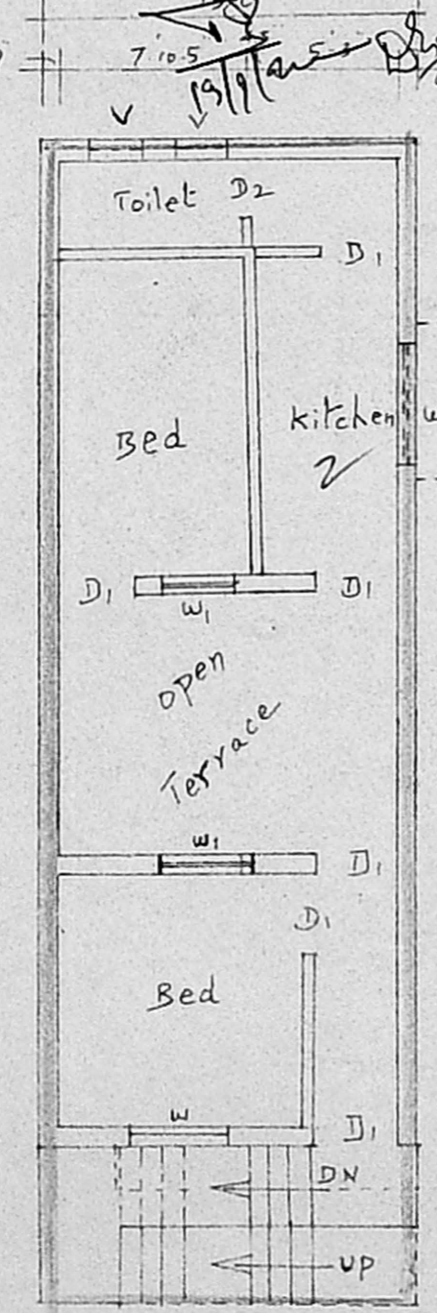 7 10.5
V V
Toilet D2
D1
Bed
Kitchen
D1 D1
W1
open
Terrace
W1
D1
D1
Bed
W
D1
DN
UP